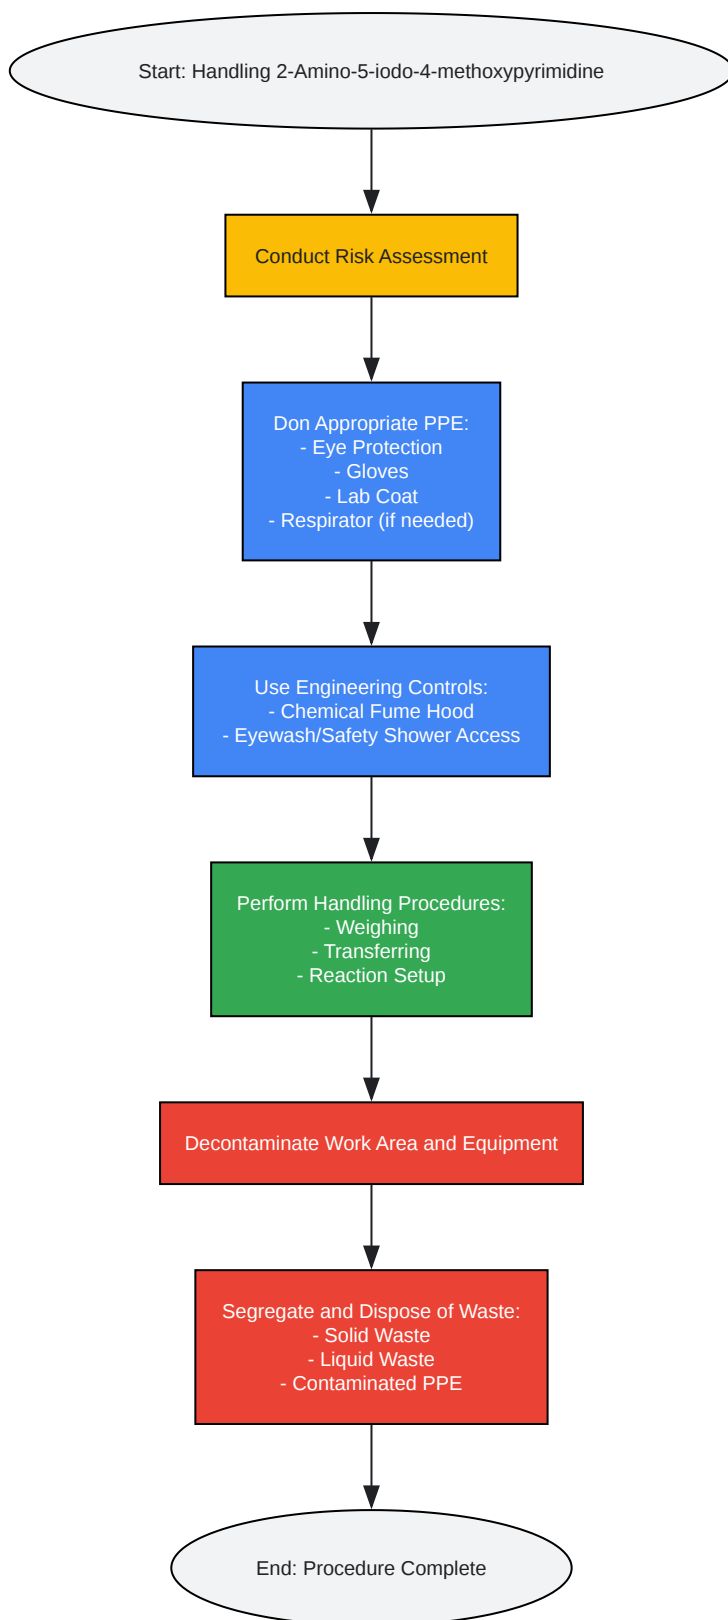 Start: Handling 2-Amino-5-iodo-4-methoxypyrimidine
Conduct Risk Assessment
Don Appropriate PPE:
- Eye Protection
- Gloves
- Lab Coat
- Respirator (if needed)
Use Engineering Controls:
- Chemical Fume Hood
- Eyewash/Safety Shower Access
Perform Handling Procedures:
- Weighing
- Transferring
- Reaction Setup
Decontaminate Work Area and Equipment
Segregate and Dispose of Waste:
- Solid Waste
- Liquid Waste
- Contaminated PPE
End: Procedure Complete